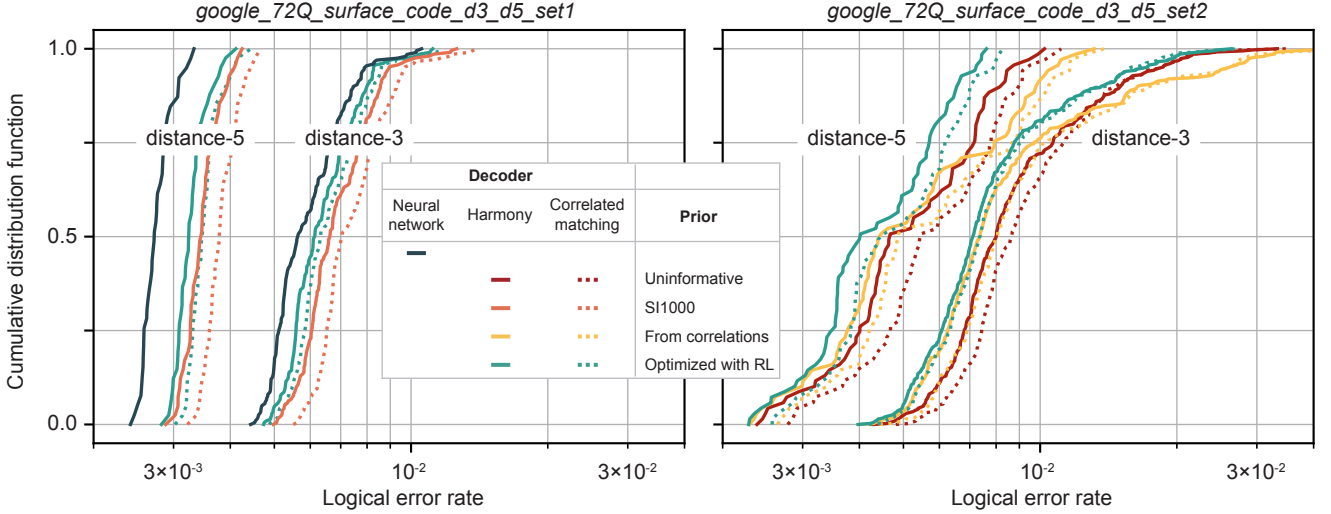 google_72Q_surface_code_d3_d5_set1
google_72Q_surface_code_d3_d5_set2
Cumulative distribution function
1.0
0.5
0.0
distance-5
distance-3
distance-5
distance-3
Decoder
Neural network
Harmony
Correlated matching
Prior
Uninformative
SI1000
From correlations
Optimized with RL
3×10⁻³
10⁻²
3×10⁻²
3×10⁻³
10⁻²
3×10⁻²
Logical error rate
Logical error rate